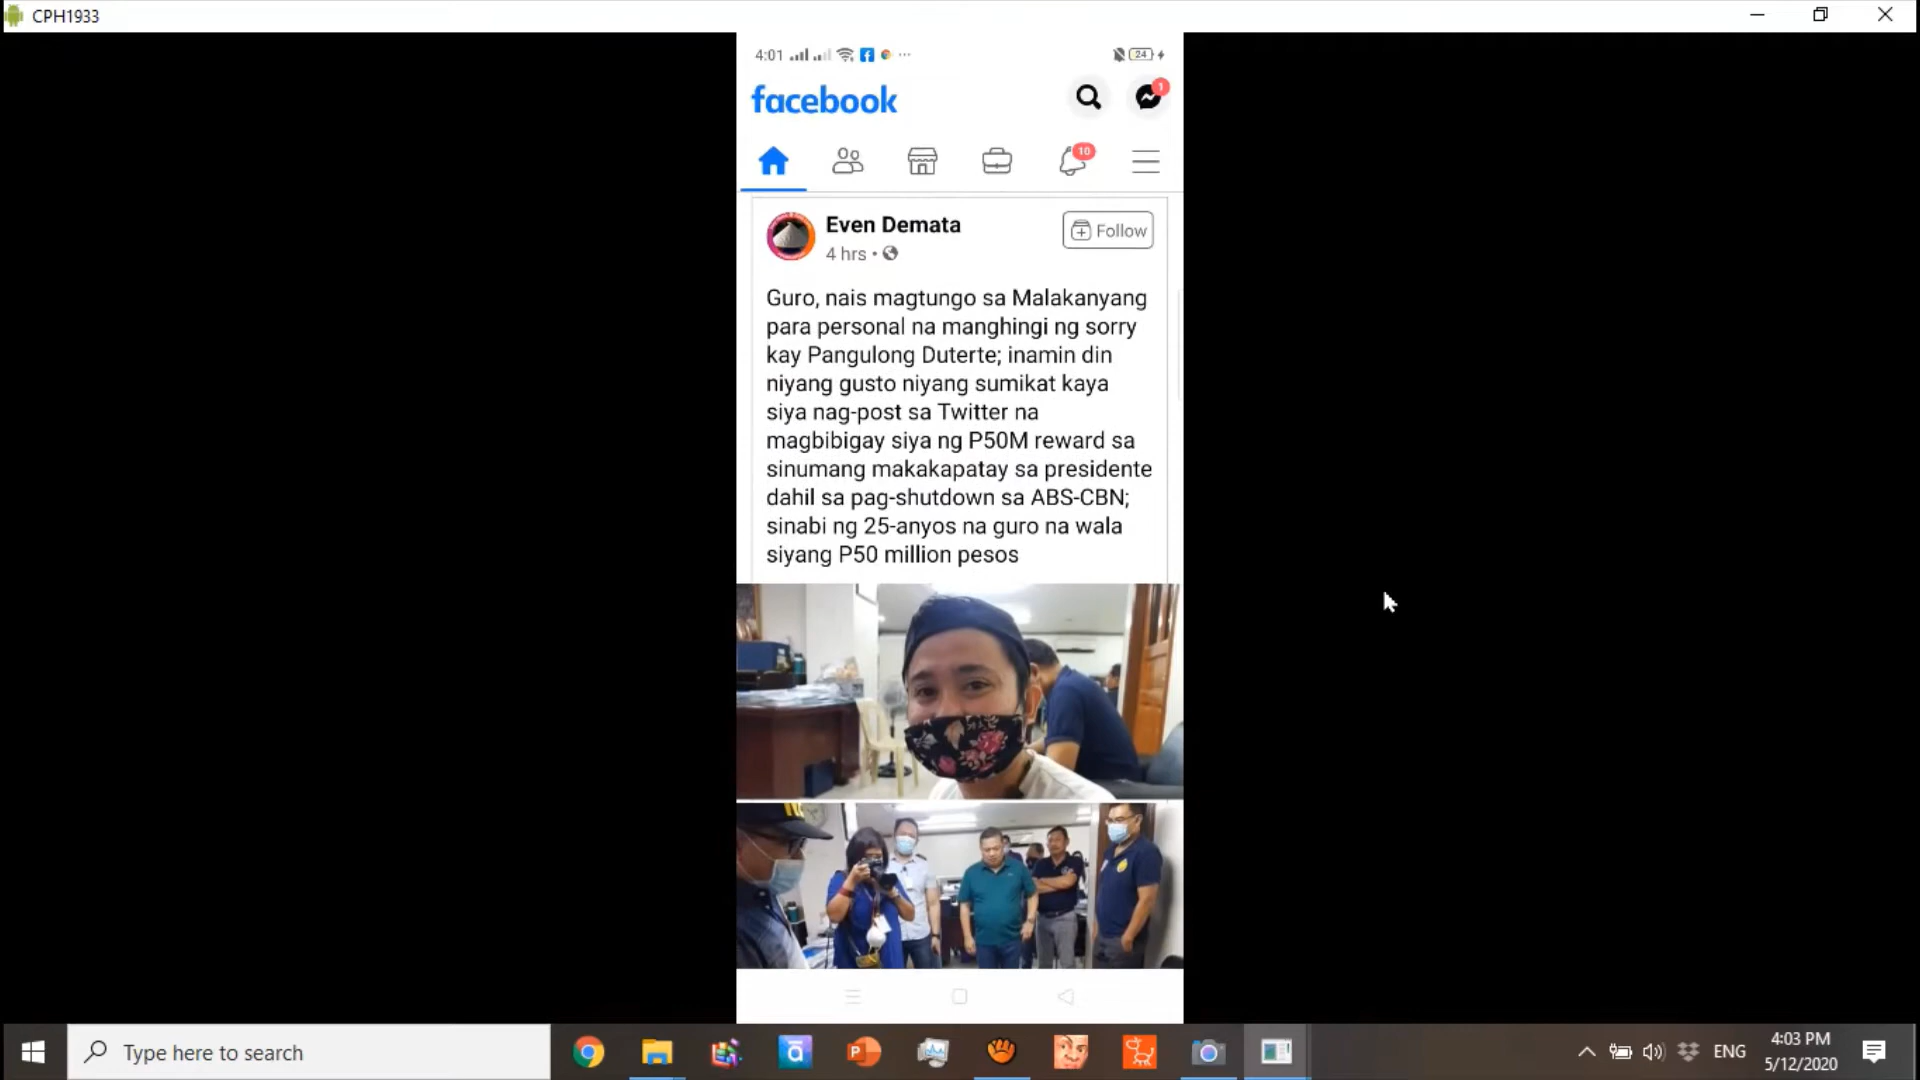 CPH1933
4:01
24
facebook
1
10
Even Demata
Follow
4 hrs •
Guro, nais magtungo sa Malakanyang
para personal na manghingi ng sorry
kay Pangulong Duterte; inamin din
niyang gusto niyang sumikat kaya
siya nag-post sa Twitter na
magbibigay siya ng P50M reward sa
sinumang makakapatay sa presidente
dahil sa pag-shutdown sa ABS-CBN;
sinabi ng 25-anyos na guro na wala
siyang P50 million pesos
Type here to search
ENG
4:03 PM
5/12/2020